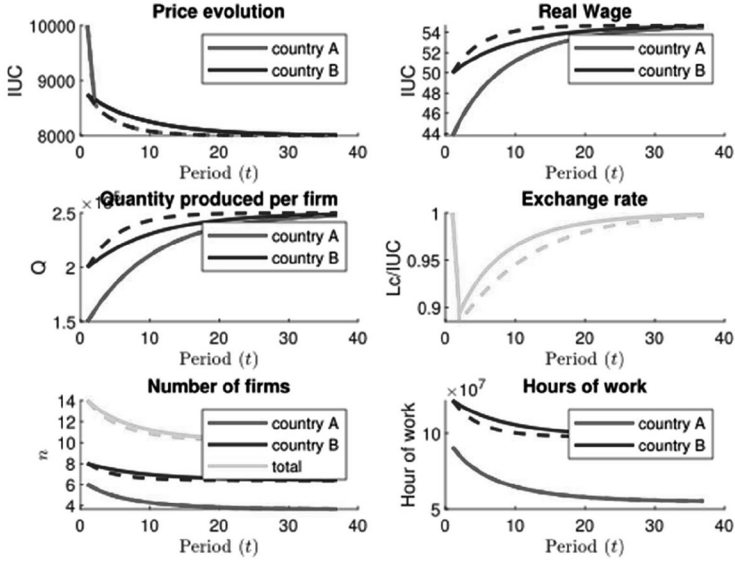 Price evolution
10000
9000
8000
IUC
country A
country B
0 10 20 30 40
Period (t)
Real Wage
54
52
50
48
46
44
IUC
country A
country B
0 10 20 30 40
Period (t)
Quantity produced per firm
2.5
2
1.5
Q
country A
country B
0 10 20 30 40
Period (t)
Exchange rate
1
0.95
0.9
Lc/IUC
0 10 20 30 40
Period (t)
Number of firms
14
12
10
8
6
4
n
country A
country B
total
0 10 20 30 40
Period (t)
Hours of work
×10⁷
10
5
Hour of work
country A
country B
0 10 20 30 40
Period (t)